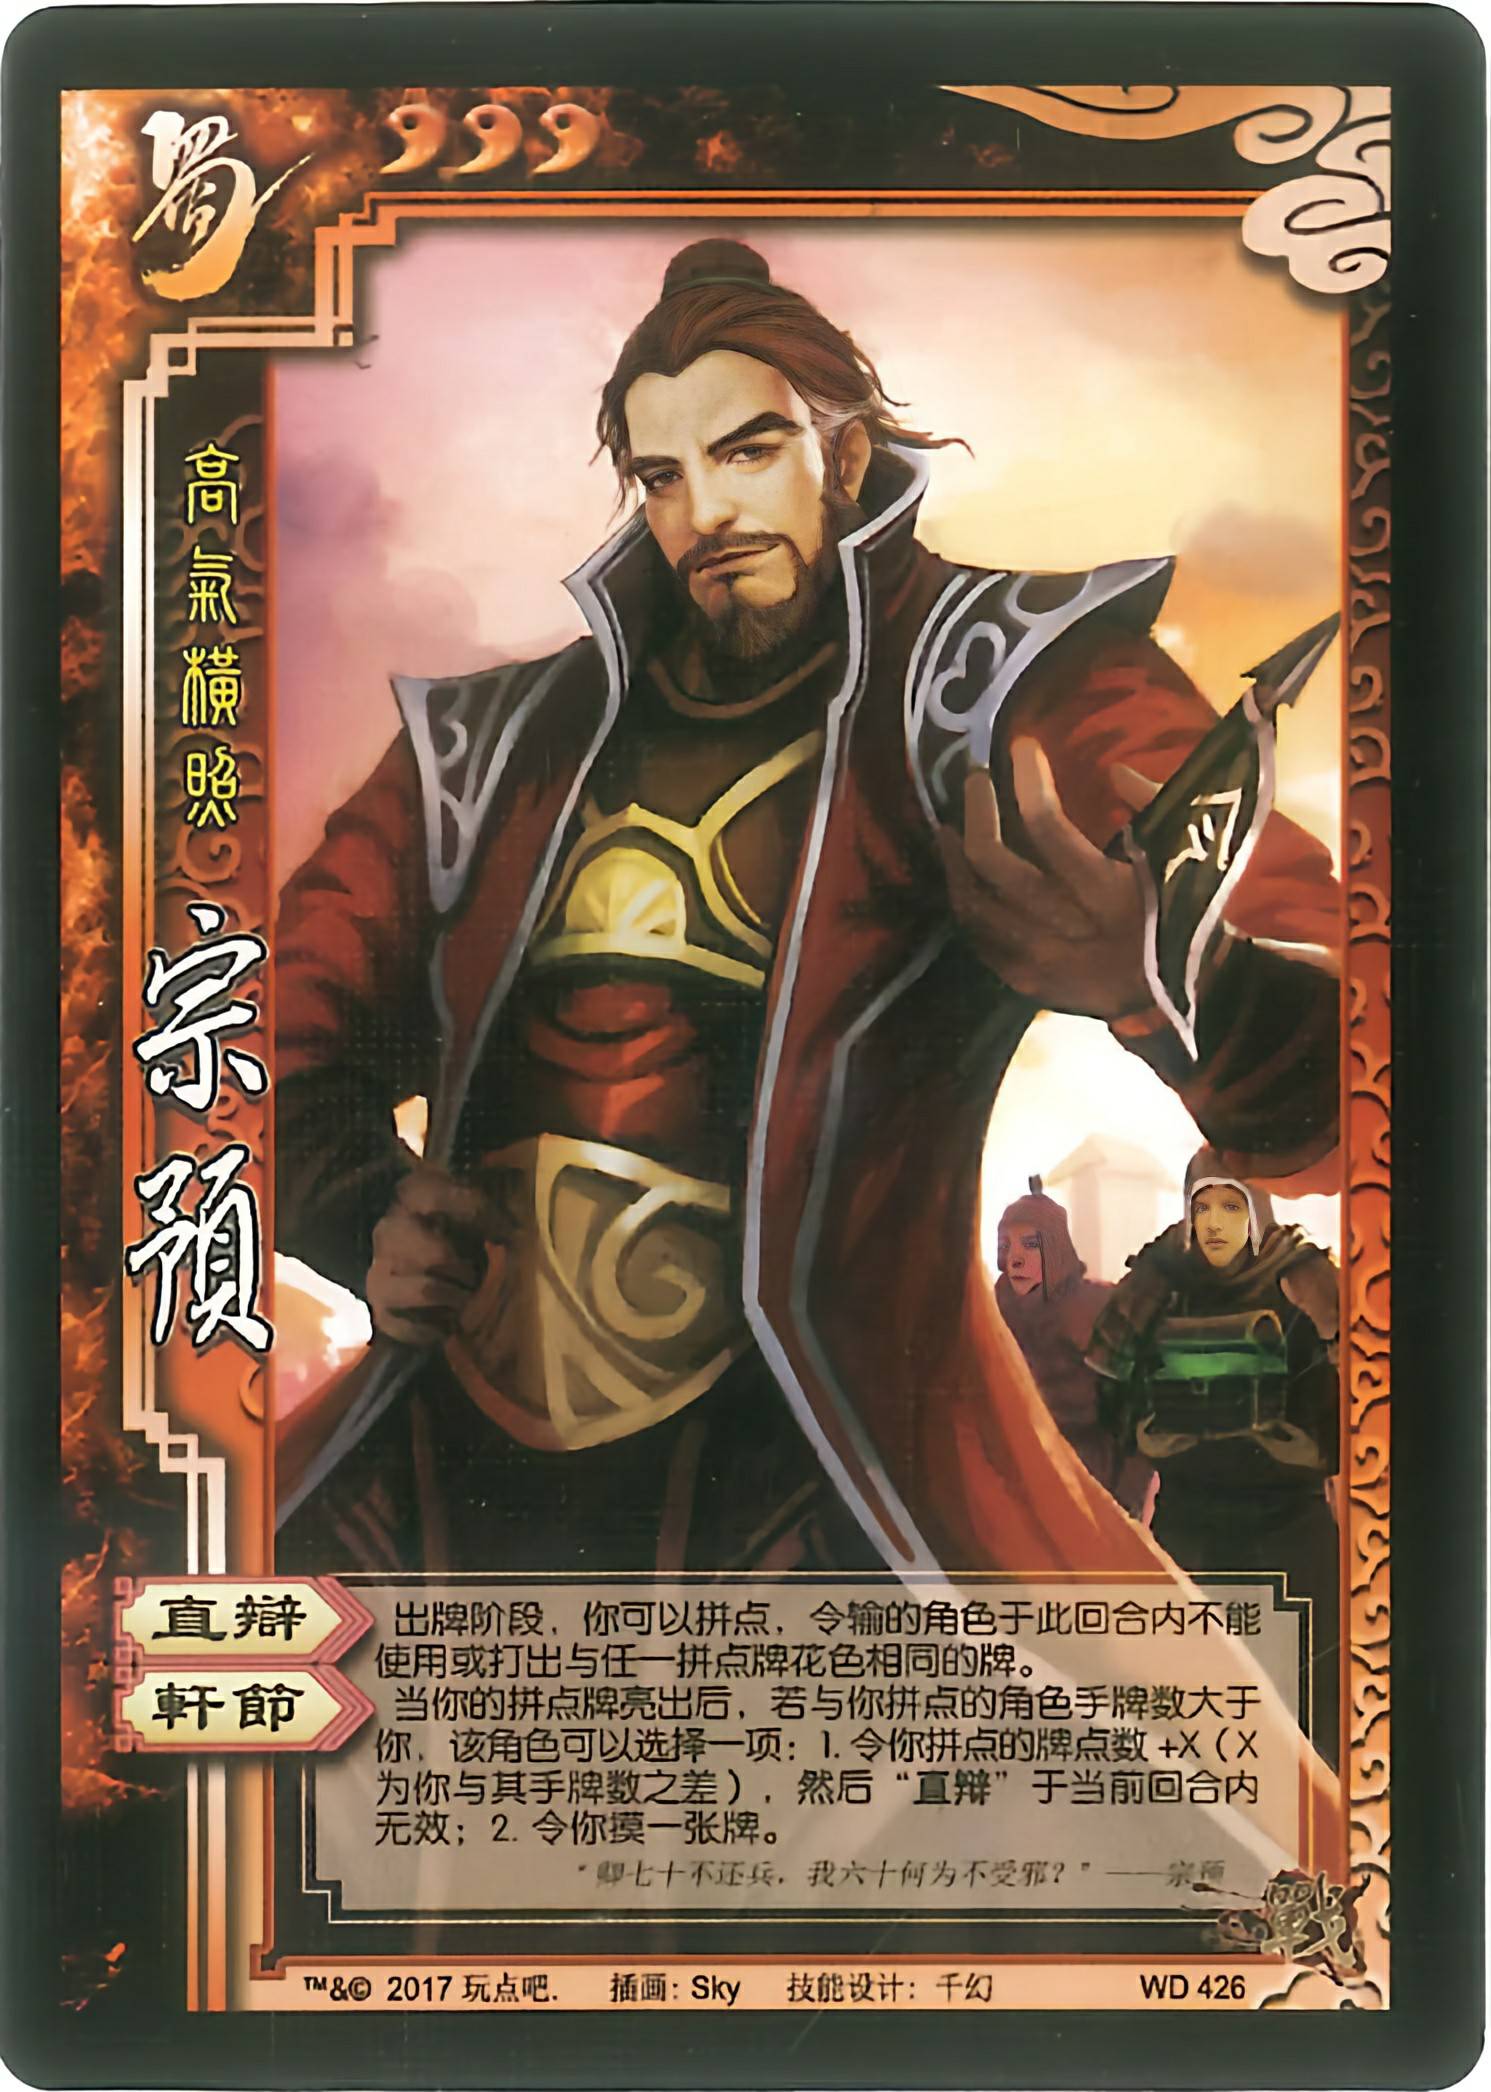 蜀
高氣橫照
宗預
直辯
出牌阶段，你可以拼点，令输的角色于此回合内不能
使用或打出与任一拼点牌花色相同的牌。
軒節
当你的拼点牌亮出后，若与你拼点的角色手牌数大于
你，该角色可以选择一项：1.令你拼点的牌点数+X（X
为你与其手牌数之差），然后“直辩”于当前回合内
无效；2.令你摸一张牌。
“卿七十不还兵，我六十何为不受邪？”——宗预
戰
™&© 2017 玩点吧. 插画：Sky 技能设计：千幻 WD 426